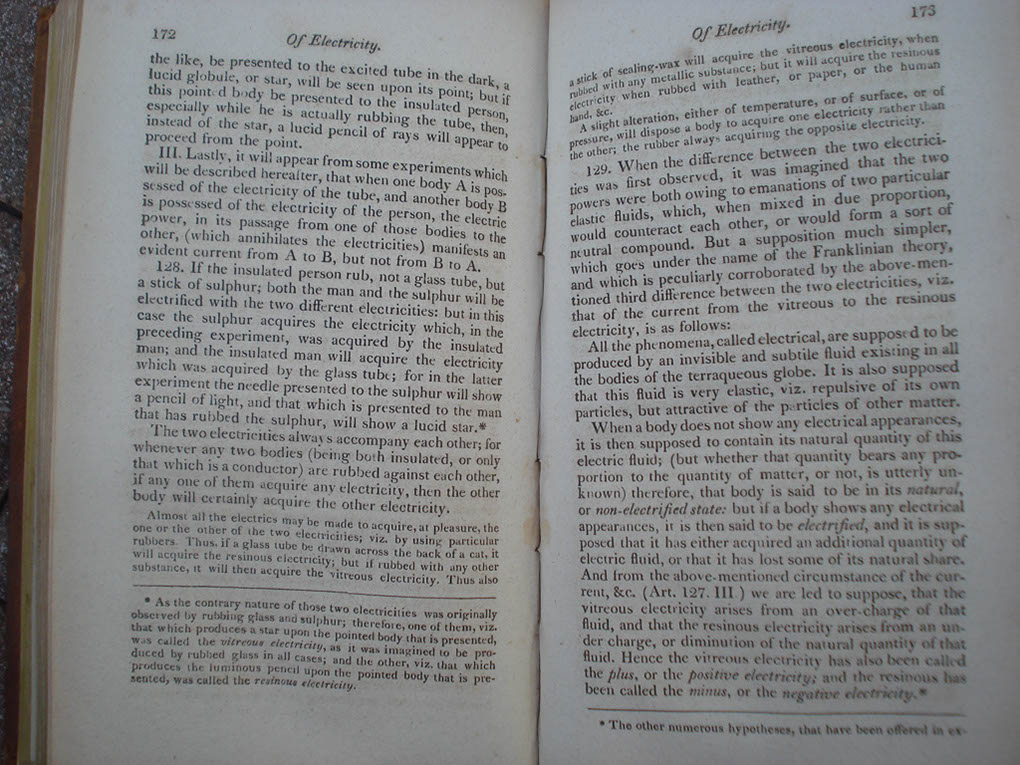 172
Of Electricity.
the like, be presented to the excited tube in the dark, a
lucid globule, or star, will be seen upon its point; but if
this pointed body be presented to the insulated person,
especially while he is actually rubbing the tube, then,
instead of the star, a lucid pencil of rays will appear to
proceed from the point.
III. Lastly, it will appear from some experiments which
will be described hereafter, that when one body A is pos-
sessed of the electricity of the tube, and another body B
is possessed of the electricity of the person, the electric
power, in its passage from one of those bodies to the
other, (which annihilates the electricities) manifests an
evident current from A to B, but not from B to A.
128. If the insulated person rub, not a glass tube, but
a stick of sulphur; both the man and the sulphur will be
electrified with the two different electricities: but in this
case the sulphur acquires the electricity which, in the
preceding experiment, was acquired by the insulated
man; and the insulated man will acquire the electricity
which was acquired by the glass tube; for in the latter
experiment the needle presented to the sulphur will show
a pencil of light, and that which is presented to the man
that has rubbed the sulphur, will show a lucid star.*
The two electricities always accompany each other; for
whenever any two bodies (being both insulated, or only
that which is a conductor) are rubbed against each other,
if any one of them acquire any electricity, then the other
body will certainly acquire the other electricity.
Almost all the electrics may be made to acquire, at pleasure, the
one or the other of the two electricities; viz. by using particular
rubbers. Thus, if a glass tube be drawn across the back of a cat, it
will acquire the resinous electricity; but if rubbed with any other
substance, it will then acquire the vitreous electricity. Thus also
* As the contrary nature of those two electricities was originally
observed by rubbing glass and sulphur; therefore, one of them, viz.
that which produces a star upon the pointed body that is presented,
was called the vitreous electricity, as it was imagined to be pro-
duced by rubbed glass in all cases; and the other, viz. that which
produces the luminous pencil upon the pointed body that is pre-
sented, was called the resinous electricity.
Of Electricity.
173
a stick of sealing-wax will acquire the vitreous electricity, when
rubbed with any metallic substance; but it will acquire the resinous
electricity when rubbed with leather, or paper, or the human
hand, &c.
A slight alteration, either of temperature, or of surface, or of
pressure, will dispose a body to acquire one electricity rather than
the other; the rubber always acquiring the opposite electricity.
129. When the difference between the two electrici-
ties was first observed, it was imagined that the two
powers were both owing to emanations of two particular
elastic fluids, which, when mixed in due proportion,
would counteract each other, or would form a sort of
neutral compound. But a supposition much simpler,
which goes under the name of the Franklinian theory,
and which is peculiarly corroborated by the above-men-
tioned third difference between the two electricities, viz.
that of the current from the vitreous to the resinous
electricity, is as follows:
All the phenomena, called electrical, are supposed to be
produced by an invisible and subtile fluid existing in all
the bodies of the terraqueous globe. It is also supposed
that this fluid is very elastic, viz. repulsive of its own
particles, but attractive of the particles of other matter.
When a body does not show any electrical appearances,
it is then supposed to contain its natural quantity of this
electric fluid; (but whether that quantity bears any pro-
portion to the quantity of matter, or not, is utterly un-
known) therefore, that body is said to be in its natural,
or non-electrified state: but if a body shows any electrical
appearances, it is then said to be electrified, and it is sup-
posed that it has either acquired an additional quantity of
electric fluid, or that it has lost some of its natural share.
And from the above-mentioned circumstance of the cur-
rent, &c. (Art. 127. III.) we are led to suppose, that the
vitreous electricity arises from an over-charge of that
fluid, and that the resinous electricity arises from an un-
der charge, or diminution of the natural quantity of that
fluid. Hence the vitreous electricity has also been called
the plus, or the positive electricity; and the resinous has
been called the minus, or the negative electricity.*
* The other numerous hypotheses, that have been offered in ex-